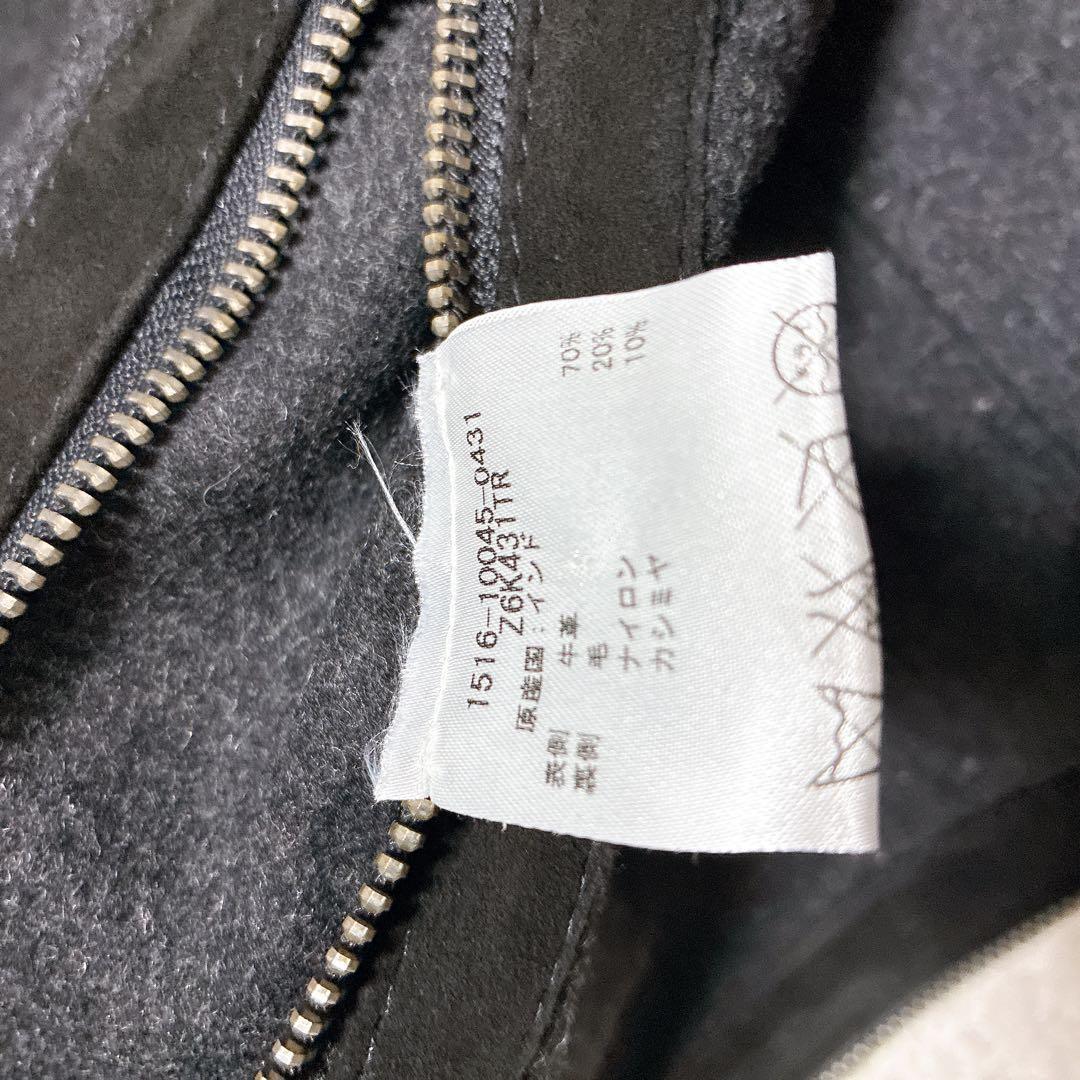 1516-10045-0431
Z6K431TR
原産国：インド
表側 牛革
裏側 毛 70%
ナイロン 20%
カシミヤ 10%